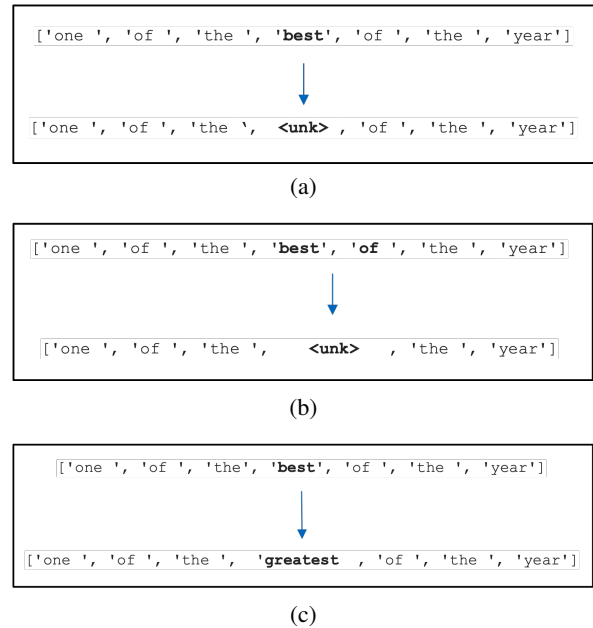 ['one ', 'of ', 'the ', 'best', 'of ', 'the ', 'year']
['one ', 'of ', 'the ‘, <unk> , 'of ', 'the ', 'year']
(a)
['one ', 'of ', 'the ', 'best', 'of ', 'the ', 'year']
['one ', 'of ', 'the ', <unk> , 'the ', 'year']
(b)
['one ', 'of ', 'the', 'best', 'of ', 'the ', 'year']
['one ', 'of ', 'the ', 'greatest , 'of ', 'the ', 'year']
(c)